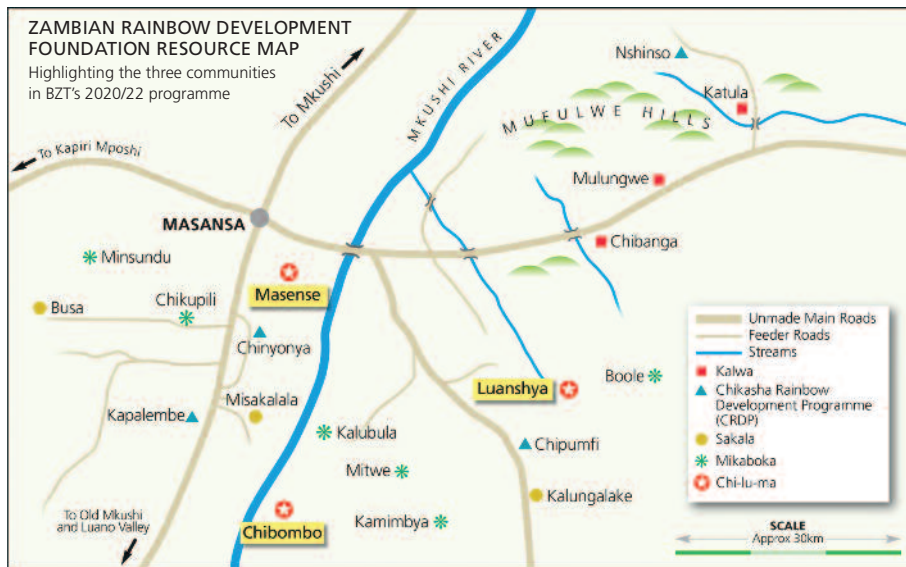 ZAMBIAN RAINBOW DEVELOPMENT
FOUNDATION RESOURCE MAP
Highlighting the three communities
in BZT's 2020/22 programme
To Mkushi
MKUSHI RIVER
Nshinso
Katula
MUFULWE HILLS
To Kapiri Mposhi
Mulungwe
MASANSA
Chibanga
Minsundu
Masense
Busa
Chikupili
Chinyonya
Luanshya
Boole
Kapalembe
Misakalala
Kalubula
Chipumfi
Mitwe
Kalungalake
Kamimbya
Chibombo
To Old Mkushi
and Luano Valley
Unmade Main Roads
Feeder Roads
Streams
Kalwa
Chikasha Rainbow
Development Programme
(CRDP)
Sakala
Mikaboka
Chi-lu-ma
SCALE
Approx 30km